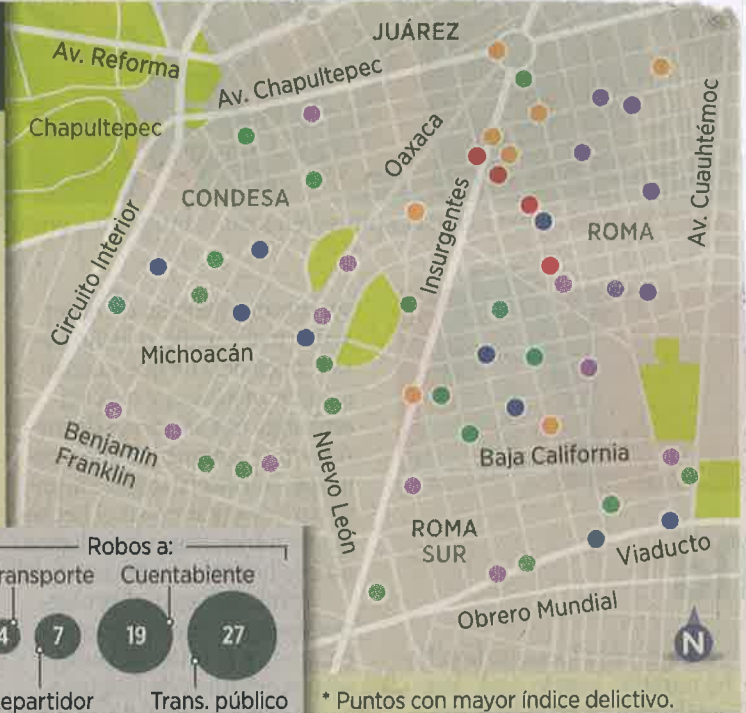 JUÁREZ
Av. Reforma
Av. Chapultepec
Chapultepec
Oaxaca
Av. Cuauhtémoc
CONDESA
Insurgentes
ROMA
Circuito Interior
Michoacán
Benjamín
Franklin
Nuevo León
Baja California
ROMA
SUR
Viaducto
Obrero Mundial
N
Robos a:
ransporte Cuentabiente
4 7 19 27
epartidor Trans. público
* Puntos con mayor índice delictivo.